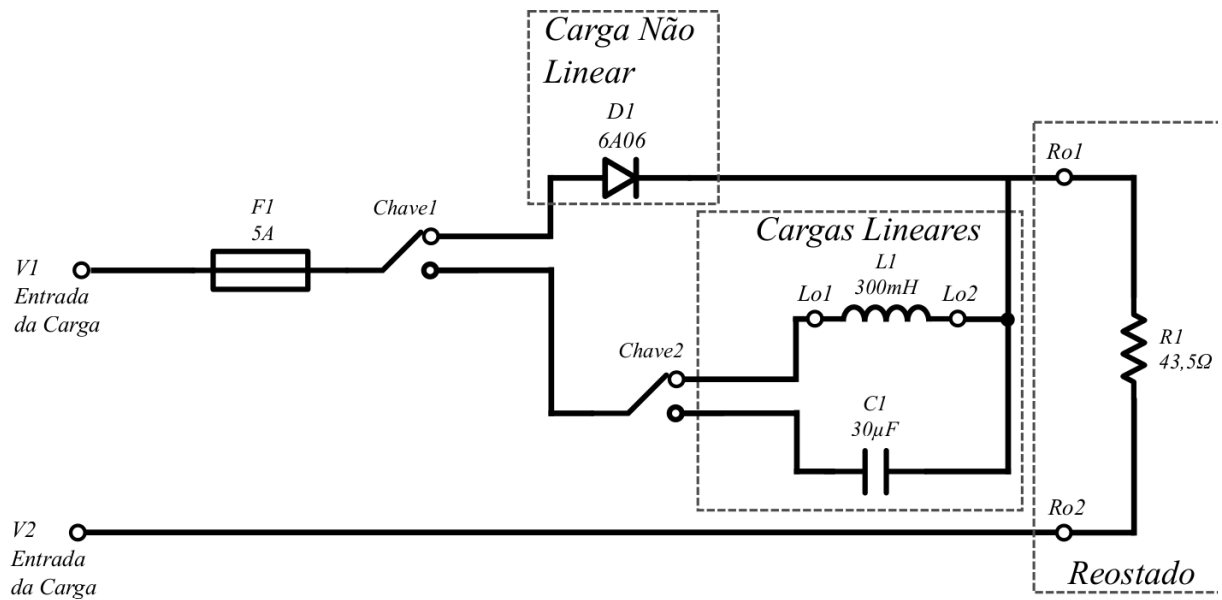 Carga Não
Linear
D1
6A06
Ro1
F1
5A
Chave1
Cargas Lineares
L1
300mH
Lo1
Lo2
V1
Entrada
da Carga
Chave2
R1
43,5Ω
C1
30µF
V2
Entrada
da Carga
Ro2
Reostado